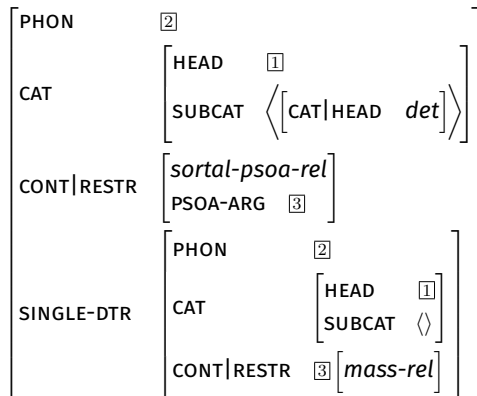 PHON 2
CAT HEAD 1
SUBCAT ⟨[CAT|HEAD det]⟩
CONT|RESTR sortal-psoa-rel
PSOA-ARG 3
SINGLE-DTR PHON 2
CAT HEAD 1
SUBCAT ⟨⟩
CONT|RESTR 3 [mass-rel]